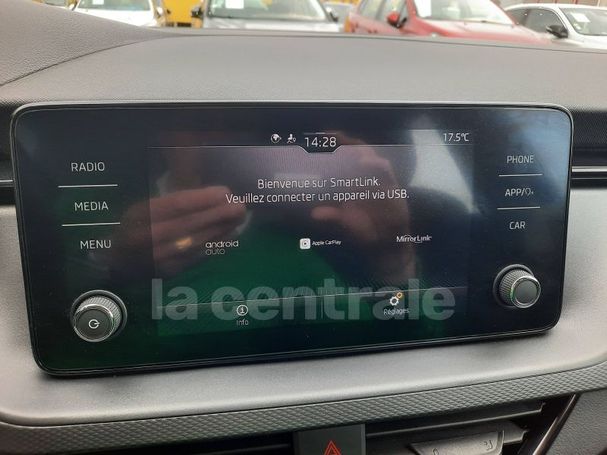 14:28
17.5°C
RADIO
PHONE
Bienvenue sur SmartLink.
Veuillez connecter un appareil via USB.
MEDIA
APP/
MENU
CAR
android auto
Apple CarPlay
MirrorLink
la centrale
Info
Réglages